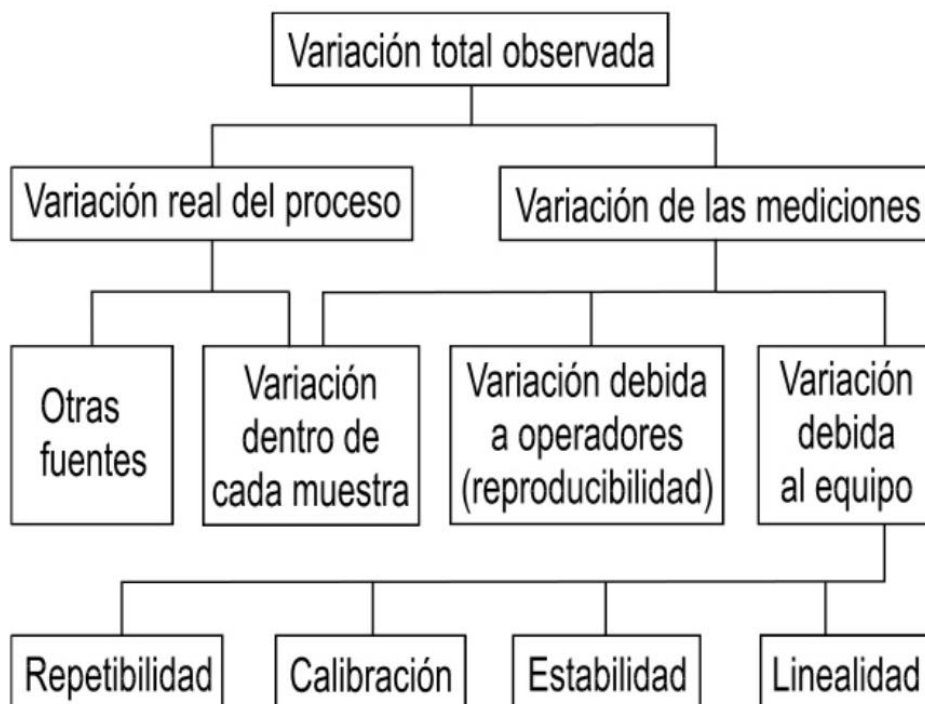 Variación total observada
Variación real del proceso
Variación de las mediciones
Otras
fuentes
Variación
dentro de
cada muestra
Variación debida
a operadores
(reproducibilidad)
Variación
debida
al equipo
Repetibilidad
Calibración
Estabilidad
Linealidad